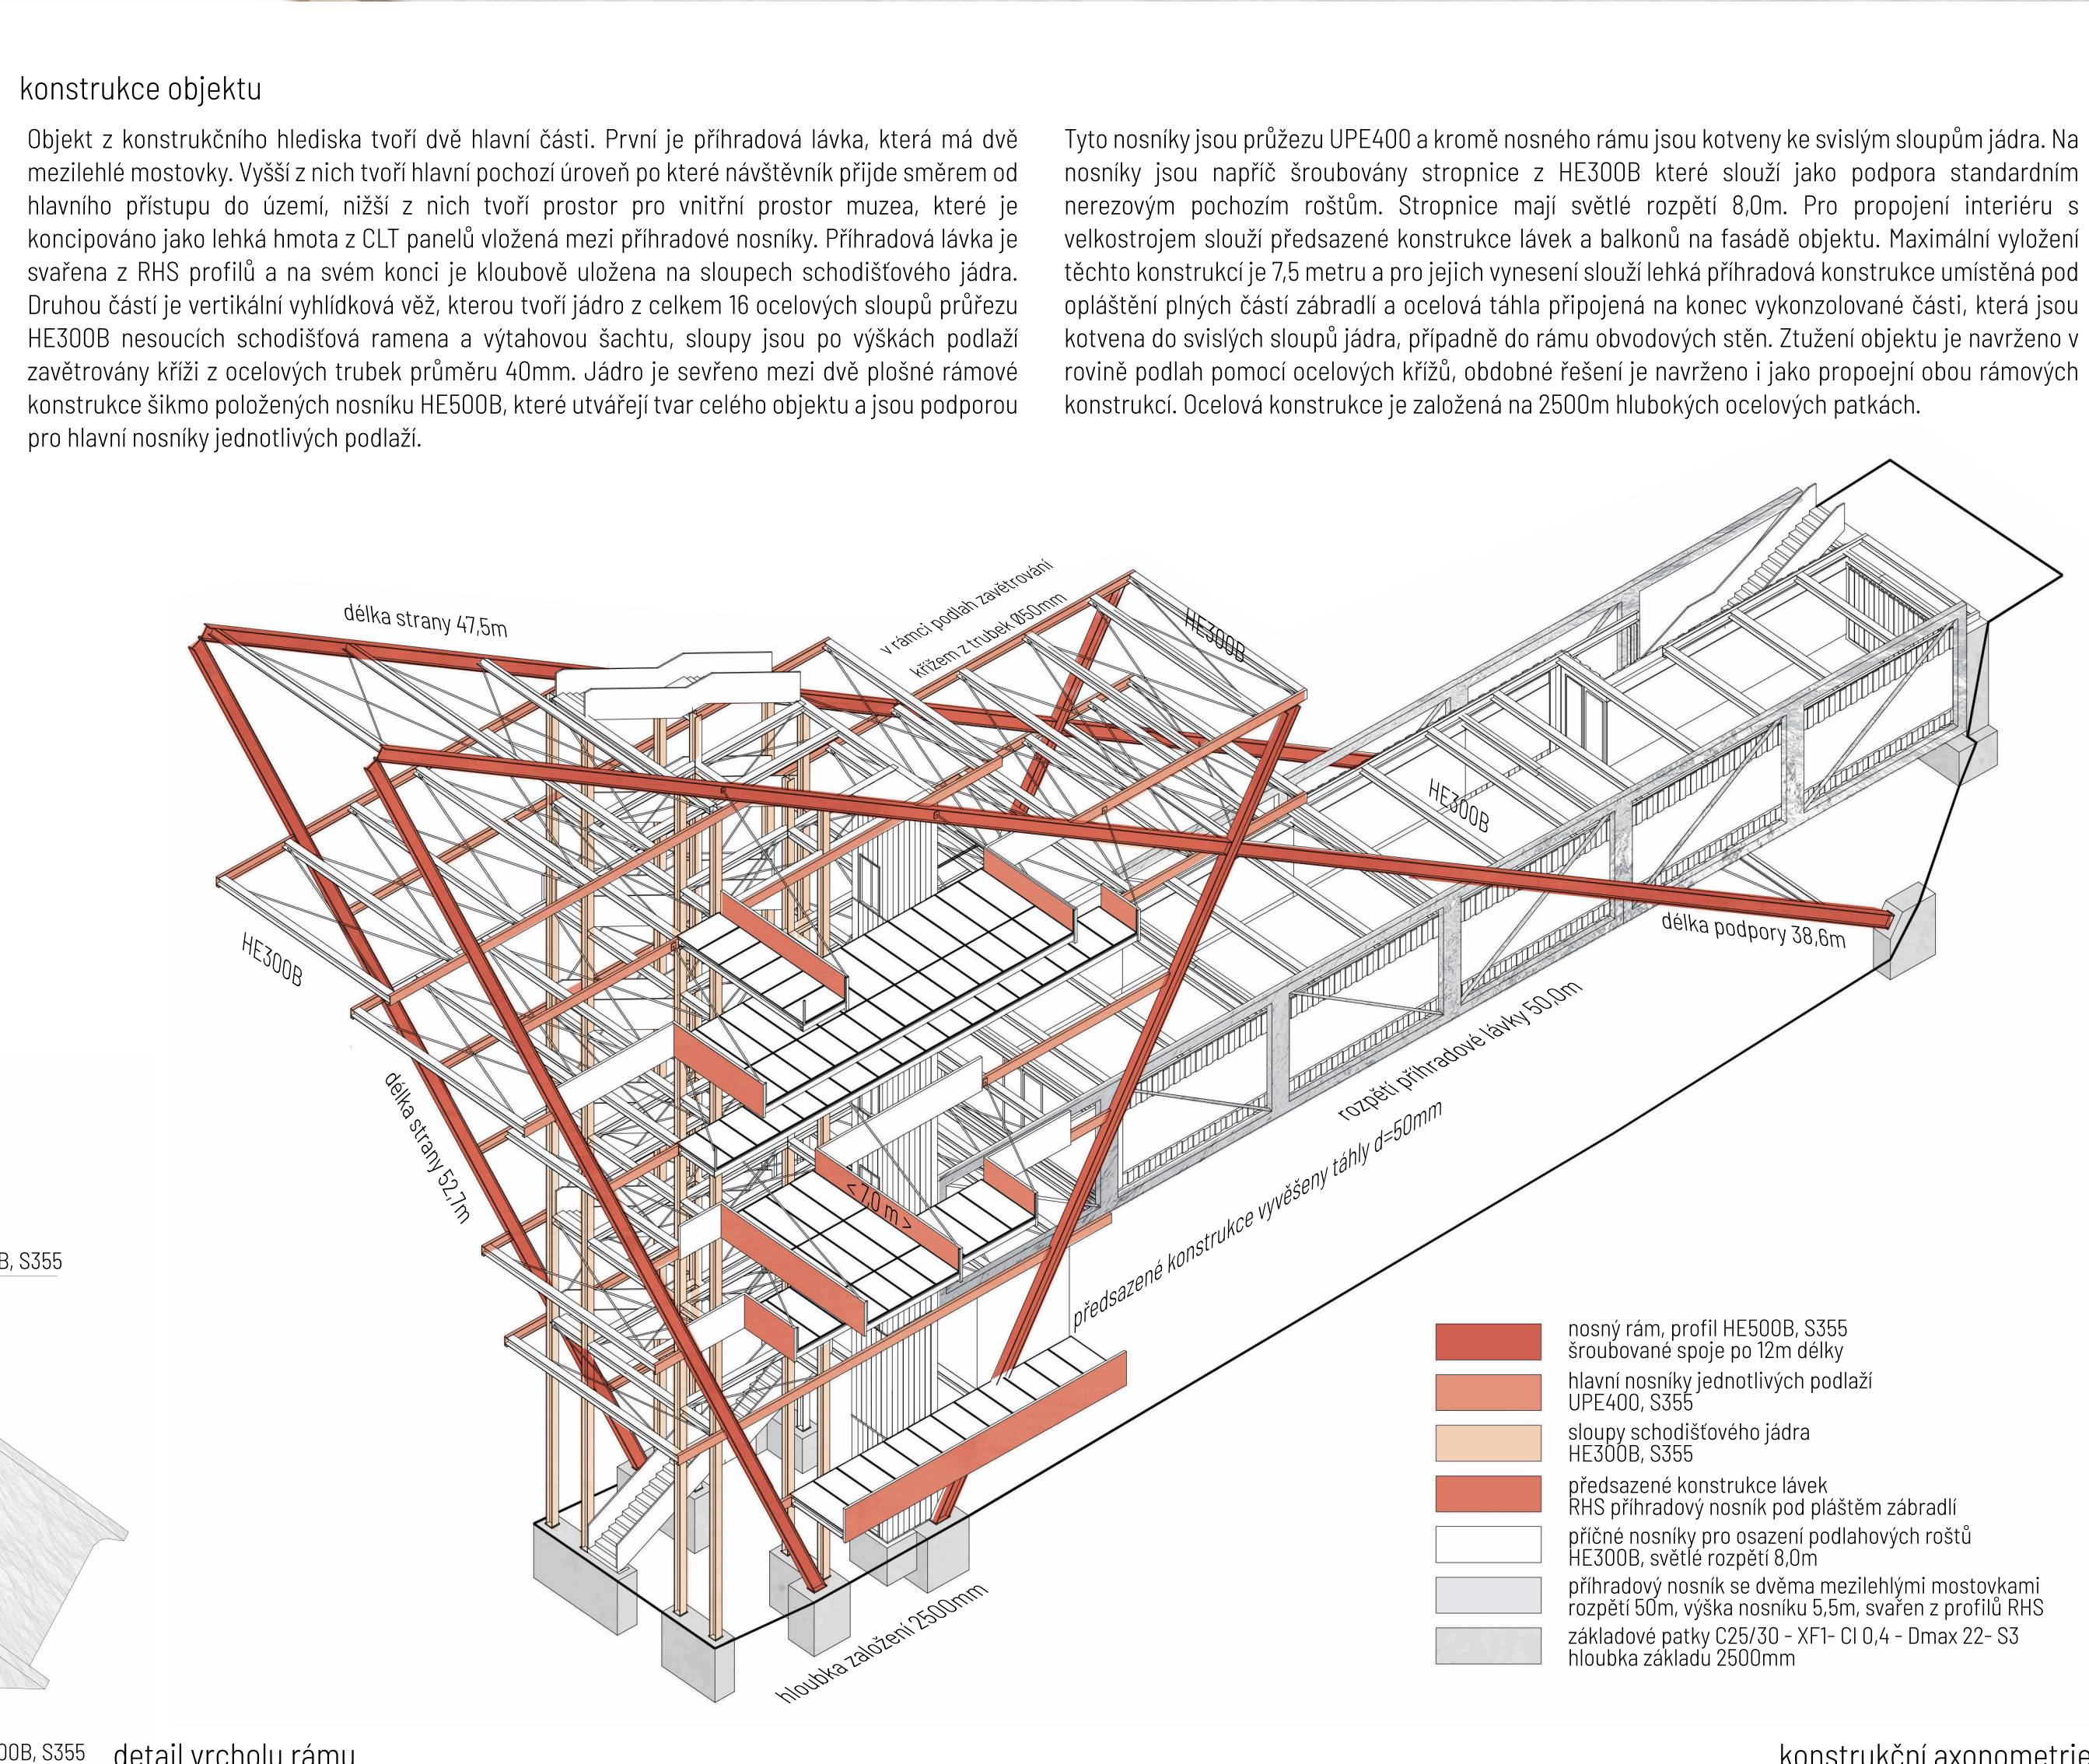 konstrukce objektu
Objekt z konstrukčního hlediska tvoří dvě hlavní části. První je příhradová lávka, která má dvě
mezilehlé mostovky. Vyšší z nich tvoří hlavní pochozí úroveň po které návštěvník přijde směrem od
hlavního přístupu do území, nižší z nich tvoří prostor pro vnitřní prostor muzea, které je
koncipováno jako lehká hmota z CLT panelů vložená mezi příhradové nosníky. Příhradová lávka je
svařena z RHS profilů a na svém konci je kloubově uložena na sloupech schodišťového jádra.
Druhou částí je vertikální vyhlídková věž, kterou tvoří jádro z celkem 16 ocelových sloupů průřezu
HE300B nesoucích schodišťová ramena a výtahovou šachtu, sloupy jsou po výškách podlaží
zavětrovány kříži z ocelových trubek průměru 40mm. Jádro je sevřeno mezi dvě plošné rámové
konstrukce šikmo položených nosníku HE500B, které utvářejí tvar celého objektu a jsou podporou
pro hlavní nosníky jednotlivých podlaží.
Tyto nosníky jsou průžezu UPE400 a kromě nosného rámu jsou kotveny ke svislým sloupům jádra. Na
nosníky jsou napříč šroubovány stropnice z HE300B které slouží jako podpora standardním
nerezovým pochozím roštům. Stropnice mají světlé rozpětí 8,0m. Pro propojení interiéru s
velkostrojem slouží předsazené konstrukce lávek a balkonů na fasádě objektu. Maximální vyložení
těchto konstrukcí je 7,5 metru a pro jejich vynesení slouží lehká příhradová konstrukce umístěná pod
opláštění plných částí zábradlí a ocelová táhla připojená na konec vykonzolované části, která jsou
kotvena do svislých sloupů jádra, případně do rámu obvodových stěn. Ztužení objektu je navrženo v
rovině podlah pomocí ocelových křížů, obdobné řešení je navrženo i jako propoejní obou rámových
konstrukcí. Ocelová konstrukce je založená na 2500m hlubokých ocelových patkách.
délka strany 47,5m
v rámci podlah zavětrování
křížem z trubek Ø50mm
HE300B
HE300B
HE300B
délka podpory 38,6m
rozpětí příhradové lávky 50,0m
předsazené konstrukce vyvěšeny táhly d=50mm
délka strany 52,7m
< 7,0 m >
hloubka založení 2500mm
B, S355
nosný rám, profil HE500B, S355
šroubované spoje po 12m délky
hlavní nosníky jednotlivých podlaží
UPE400, S355
sloupy schodišťového jádra
HE300B, S355
předsazené konstrukce lávek
RHS příhradový nosník pod pláštěm zábradlí
příčné nosníky pro osazení podlahových roštů
HE300B, světlé rozpětí 8,0m
příhradový nosník se dvěma mezilehlými mostovkami
rozpětí 50m, výška nosníku 5,5m, svařen z profilů RHS
základové patky C25/30 - XF1- Cl 0,4 - Dmax 22- S3
hloubka základu 2500mm
00B, S355
detail vrcholu rámu
konstrukční axonometrie